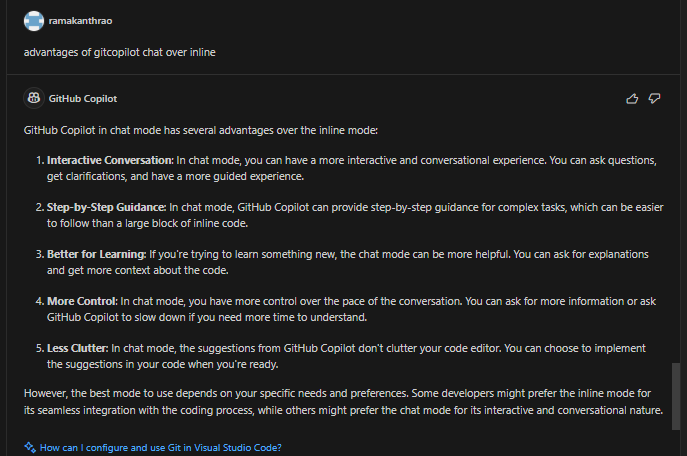 ramakanthrao
advantages of gitcopilot chat over inline
GitHub Copilot
GitHub Copilot in chat mode has several advantages over the inline mode:
1. Interactive Conversation: In chat mode, you can have a more interactive and conversational experience. You can ask questions,
get clarifications, and have a more guided experience.
2. Step-by-Step Guidance: In chat mode, GitHub Copilot can provide step-by-step guidance for complex tasks, which can be easier
to follow than a large block of inline code.
3. Better for Learning: If you're trying to learn something new, the chat mode can be more helpful. You can ask for explanations
and get more context about the code.
4. More Control: In chat mode, you have more control over the pace of the conversation. You can ask for more information or ask
GitHub Copilot to slow down if you need more time to understand.
5. Less Clutter: In chat mode, the suggestions from GitHub Copilot don't clutter your code editor. You can choose to implement
the suggestions in your code when you're ready.
However, the best mode to use depends on your specific needs and preferences. Some developers might prefer the inline mode for
its seamless integration with the coding process, while others might prefer the chat mode for its interactive and conversational nature.
How can I configure and use Git in Visual Studio Code?